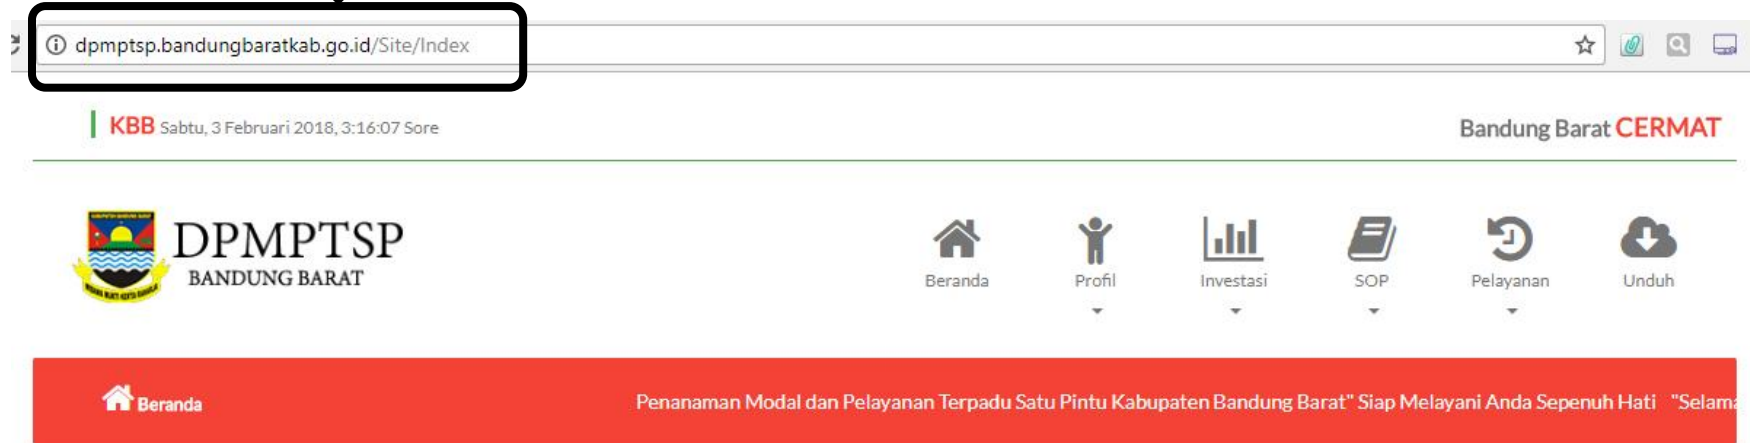 dpmptsp.bandungbaratkab.go.id/Site/Index
KBB Sabtu, 3 Februari 2018, 3:16:07 Sore
Bandung Barat CERMAT
DPMPTSP
BANDUNG BARAT
Beranda
Profil
Investasi
SOP
Pelayanan
Unduh
Beranda
Penanaman Modal dan Pelayanan Terpadu Satu Pintu Kabupaten Bandung Barat" Siap Melayani Anda Sepenuh Hati "Selama